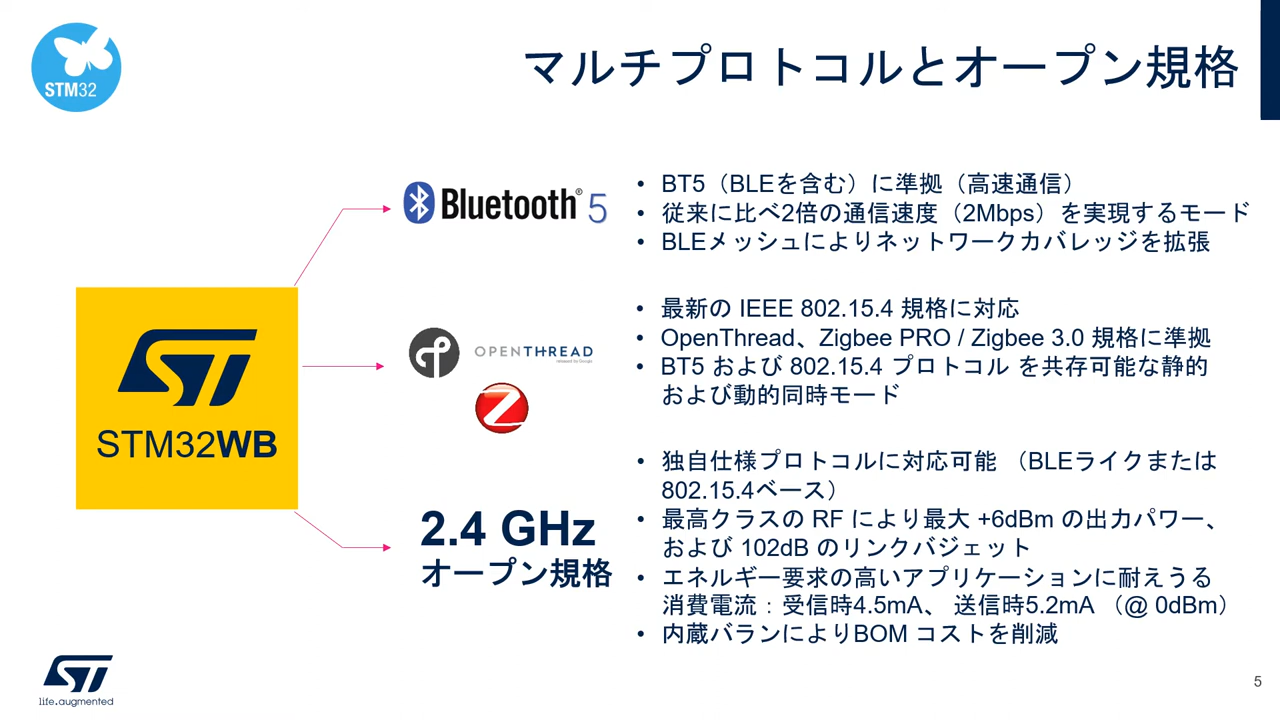 STM32
マルチプロトコルとオープン規格
Bluetooth® 5
• BT5（BLEを含む）に準拠（高速通信）
• 従来に比べ2倍の通信速度（2Mbps）を実現するモード
• BLEメッシュによりネットワークカバレッジを拡張
ST
STM32WB
OPENTHREAD
released by Google
• 最新の IEEE 802.15.4 規格に対応
• OpenThread、Zigbee PRO / Zigbee 3.0 規格に準拠
• BT5 および 802.15.4 プロトコル を共存可能な静的
および動的同時モード
2.4 GHz
オープン規格
• 独自仕様プロトコルに対応可能 （BLEライクまたは
802.15.4ベース）
• 最高クラスの RF により最大 +6dBm の出力パワー、
および 102dB のリンクバジェット
• エネルギー要求の高いアプリケーションに耐えうる
消費電流：受信時4.5mA、 送信時5.2mA （@ 0dBm）
• 内蔵バランによりBOM コストを削減
ST
life.augmented
5